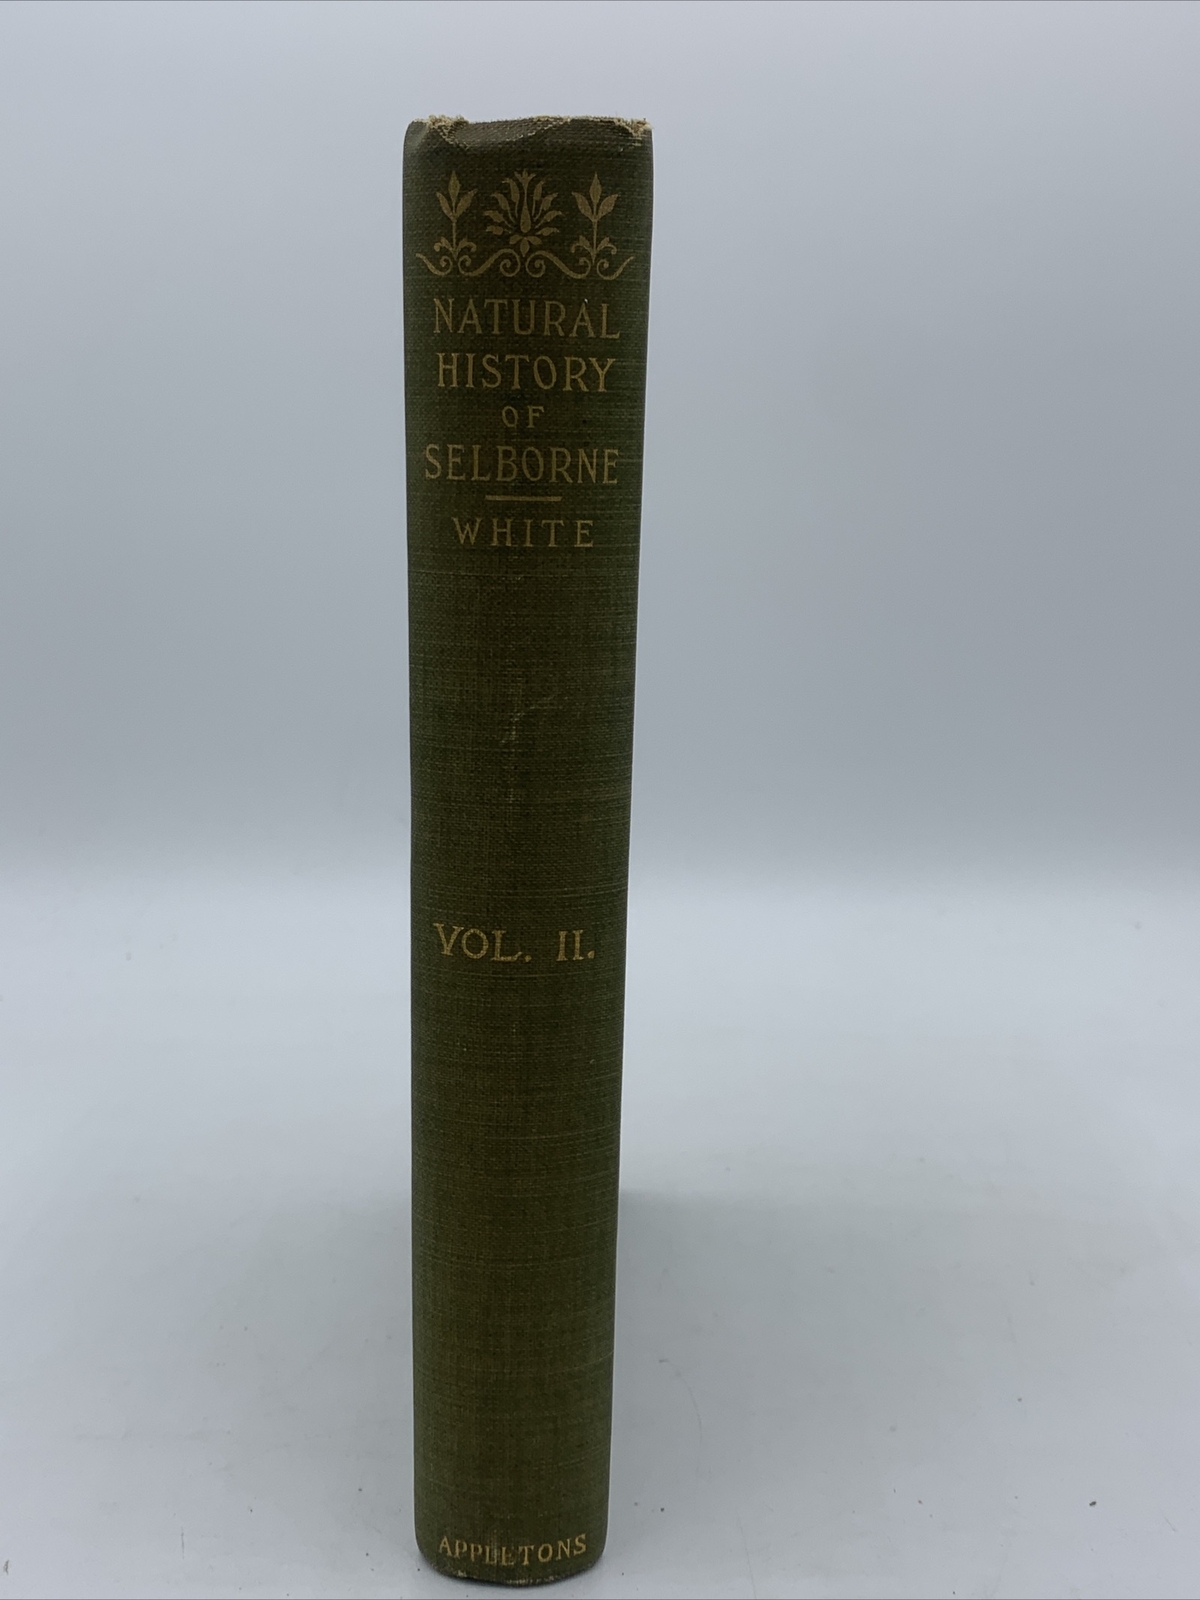 NATURAL
HISTORY
OF
SELBORNE
WHITE
VOL. II.
APPLETONS